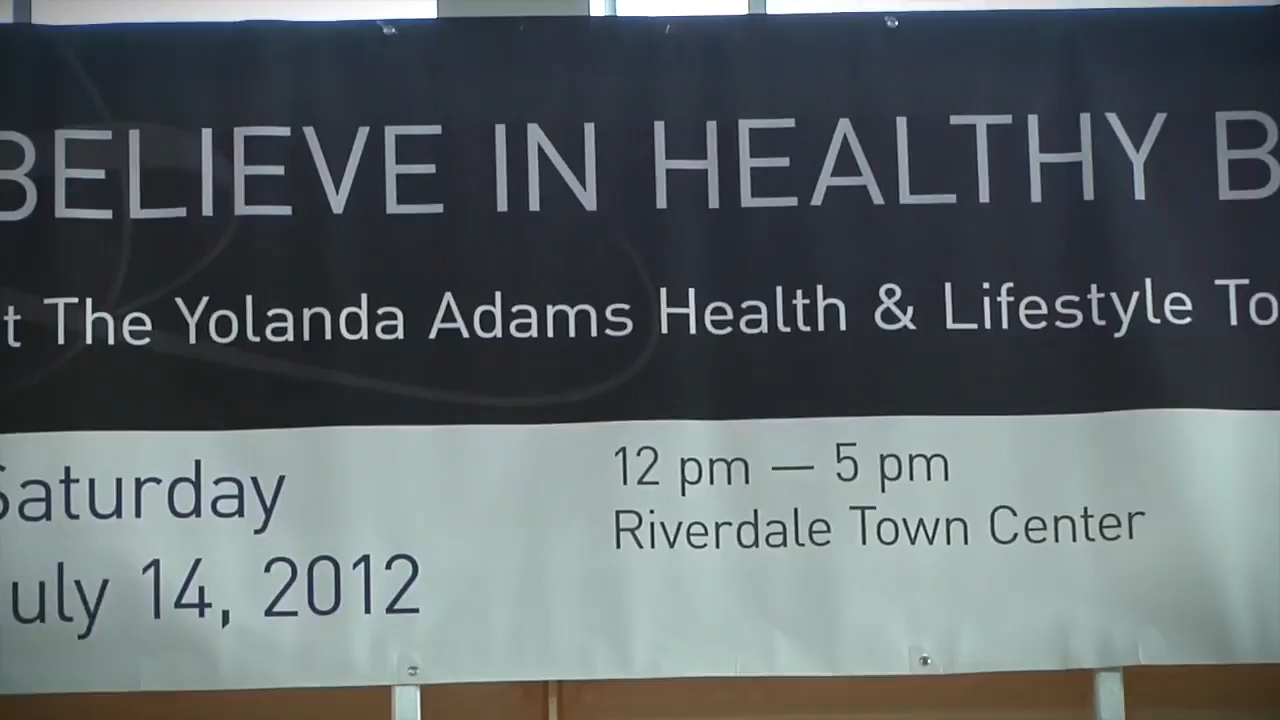 BELIEVE IN HEALTHY B
t The Yolanda Adams Health & Lifestyle To
Saturday
12 pm — 5 pm
Riverdale Town Center
uly 14, 2012